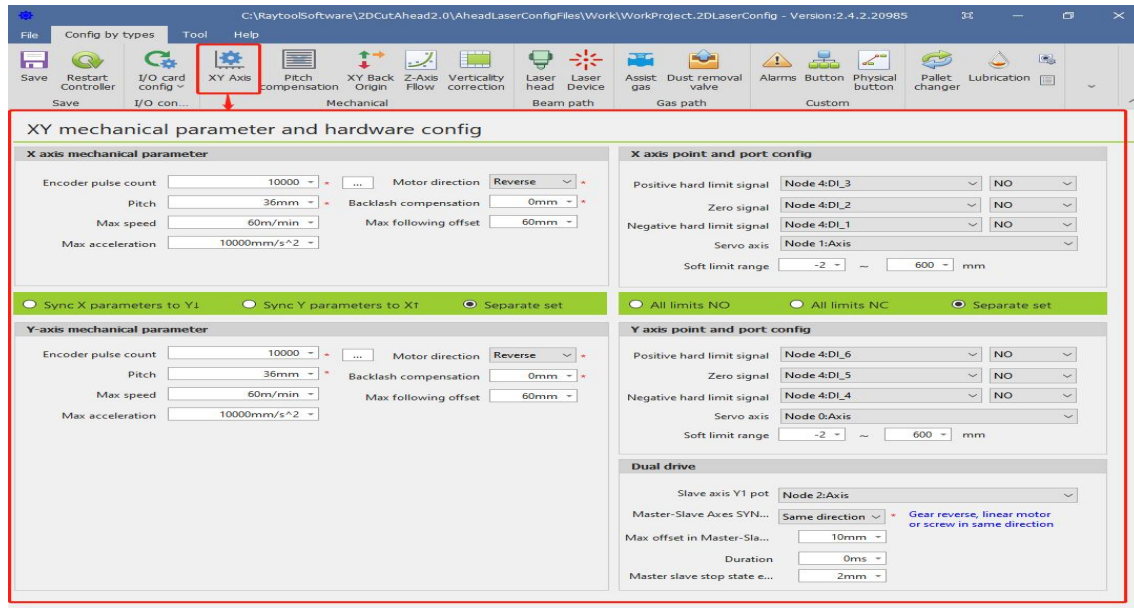 C:\RaytoolSoftware\2DCutAhead2.0\AheadLaserConfigFiles\Work\WorkProject.2DLaserConfig - Version:2.4.2.20985
File Config by types Tool Help
Save Restart Controller I/O card config XY Axis Pitch compensation XY Back Origin Z-Axis Fllow Verticality correction Laser head Laser Device Assist gas Dust removal valve Alarms Button Physical button Pallet changer Lubrication
Save I/O con... Mechanical Beam path Gas path Custom
XY mechanical parameter and hardware config
X axis mechanical parameter
Encoder pulse count 10000 * ... Motor direction Reverse *
Pitch 36mm * Backlash compensation 0mm *
Max speed 60m/min Max following offset 60mm
Max acceleration 10000mm/s^2
X axis point and port config
Positive hard limit signal Node 4:DI_3 NO
Zero signal Node 4:DI_2 NO
Negative hard limit signal Node 4:DI_1 NO
Servo axis Node 1:Axis
Soft limit range -2 ~ 600 mm
Sync X parameters to Y↓ Sync Y parameters to X↑ Separate set
All limits NO All limits NC Separate set
Y-axis mechanical parameter
Encoder pulse count 10000 * ... Motor direction Reverse *
Pitch 36mm * Backlash compensation 0mm *
Max speed 60m/min Max following offset 60mm
Max acceleration 10000mm/s^2
Y axis point and port config
Positive hard limit signal Node 4:DI_6 NO
Zero signal Node 4:DI_5 NO
Negative hard limit signal Node 4:DI_4 NO
Servo axis Node 0:Axis
Soft limit range -2 ~ 600 mm
Dual drive
Slave axis Y1 pot Node 2:Axis
Master-Slave Axes SYN... Same direction * Gear reverse, linear motor
or screw in same direction
Max offset in Master-Sla... 10mm
Duration 0ms
Master slave stop state e... 2mm